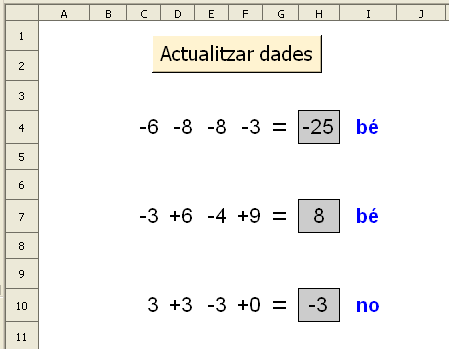 A B C D E F G H I J
1
Actualitzar dades
2
3
4 -6 -8 -8 -3 = -25 bé
5
6
7 -3 +6 -4 +9 = 8 bé
8
9
10 3 +3 -3 +0 = -3 no
11